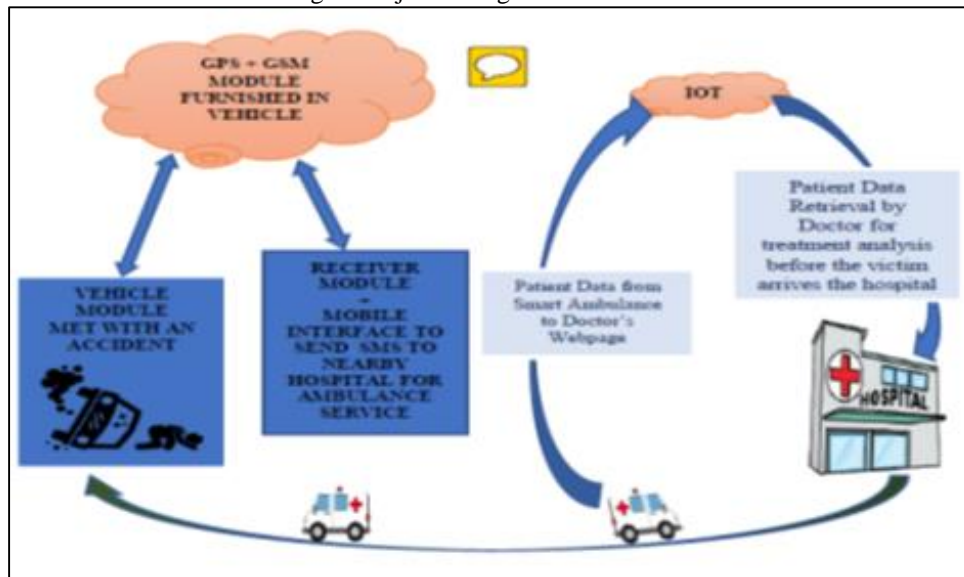 GPS + GSM
MODULE
FURNISHED IN
VEHICLE
IOT
VEHICLE
MODULE
MET WITH AN
ACCIDENT
RECEIVER
MODULE
+
MOBILE
INTERFACE TO
SEND SMS TO
NEARBY
HOSPITAL FOR
AMBULANCE
SERVICE
Patient Data from
Smart Ambulance
to Doctor's
Webpage
Patient Data
Retrieval by
Doctor for
treatment analysis
before the victim
arrives the hospital
HOSPITAL